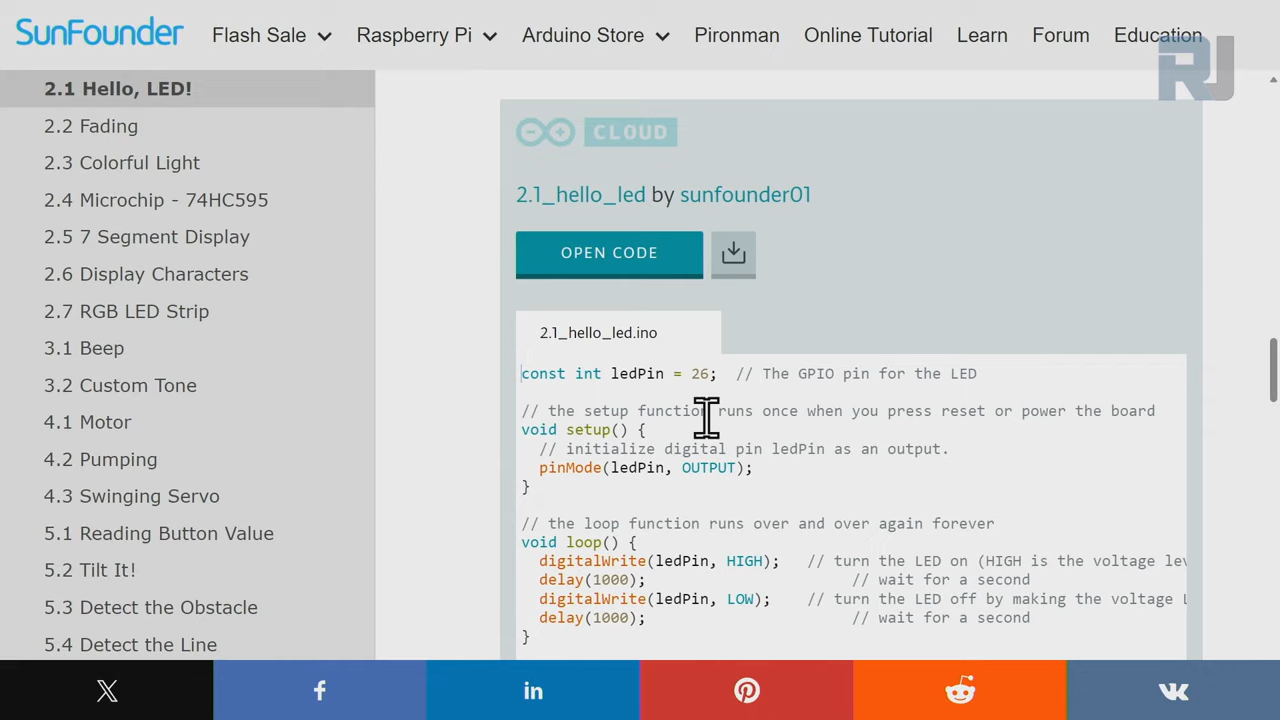 SunFounder
Flash Sale
Raspberry Pi
Arduino Store
Pironman
Online Tutorial
Learn
Forum
Education
RJ
2.1 Hello, LED!
2.2 Fading
2.3 Colorful Light
2.4 Microchip - 74HC595
2.5 7 Segment Display
2.6 Display Characters
2.7 RGB LED Strip
3.1 Beep
3.2 Custom Tone
4.1 Motor
4.2 Pumping
4.3 Swinging Servo
5.1 Reading Button Value
5.2 Tilt It!
5.3 Detect the Obstacle
5.4 Detect the Line
CLOUD
2.1_hello_led by sunfounder01
OPEN CODE
2.1_hello_led.ino
const int ledPin = 26;  // The GPIO pin for the LED
// the setup function runs once when you press reset or power the board
void setup() {
// initialize digital pin ledPin as an output.
pinMode(ledPin, OUTPUT);
}
// the loop function runs over and over again forever
void loop() {
digitalWrite(ledPin, HIGH);   // turn the LED on (HIGH is the voltage lev
delay(1000);                       // wait for a second
digitalWrite(ledPin, LOW);    // turn the LED off by making the voltage L
delay(1000);                       // wait for a second
}